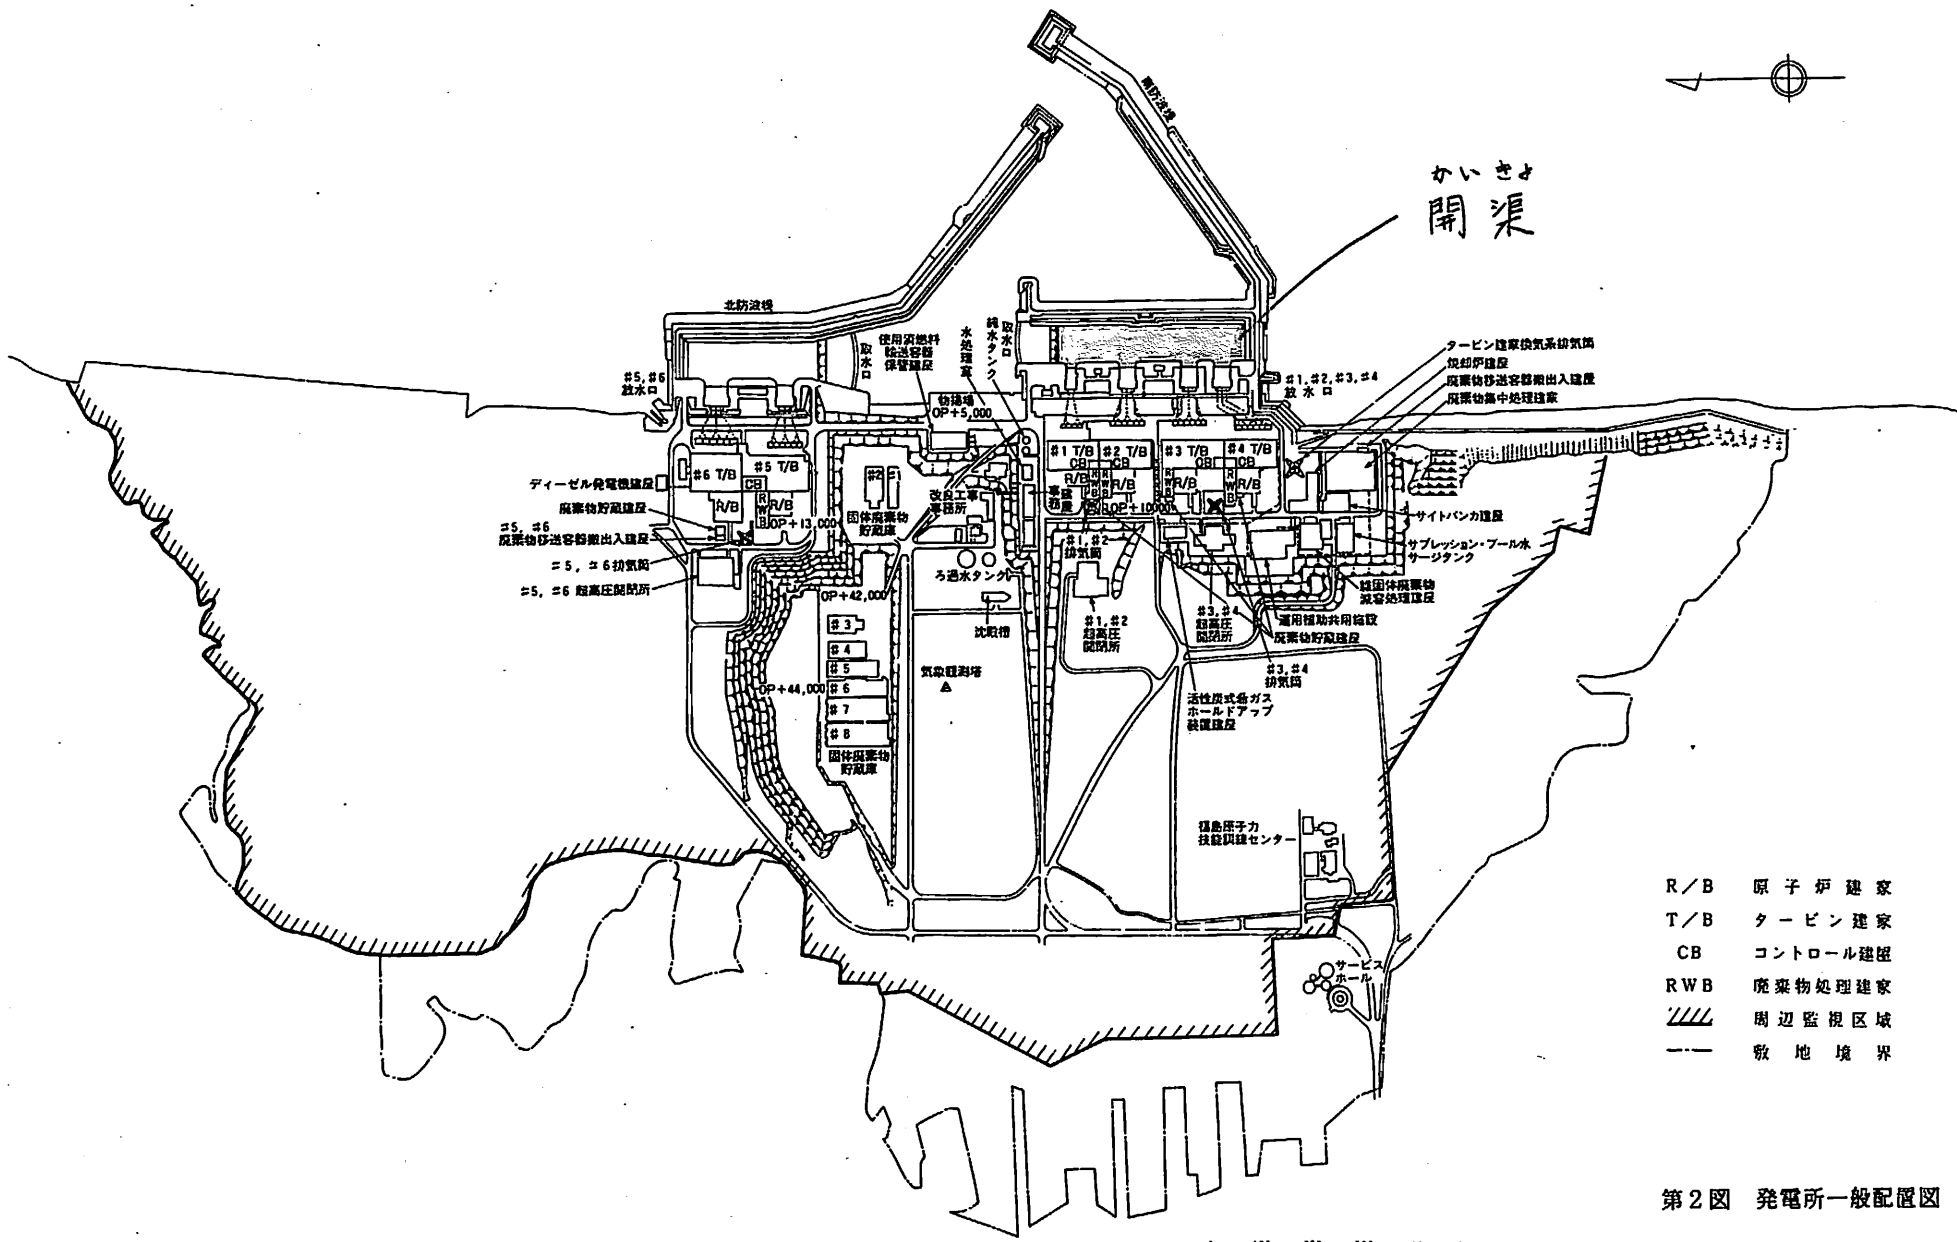 南防波堤
かいきょ
開渠
北防波堤
取水口
使用済燃料
輸送容器
保管建屋
水処理室
純水タンク
取水口
#5,#6
放水口
物揚場
OP+5,000
#1,#2,#3,#4
放水口
タービン建家換気系排気筒
焼却炉建屋
廃棄物移送容器搬出入建屋
廃棄物集中処理建家
#6 T/B
#5 T/B
CB
R/B
RWB
R/B
OP+13,000
ディーゼル発電機建屋
廃棄物貯蔵建屋
#5,#6
廃棄物移送容器搬出入建屋
#5,#6排気筒
#5,#6 超高圧開閉所
#2
#1
固体廃棄物
貯蔵庫
改良工事
事務所
事務建屋
#1 T/B
#2 T/B
CB
CB
R/B
RWB
RWB
R/B
OP+10000
#3 T/B
#4 T/B
CB
CB
RWB
R/B
RWB
R/B
サイトバンカ建屋
サプレッション・プール水
サージタンク
雑固体廃棄物
減容処理建屋
運用補助共用施設
廃棄物貯蔵建屋
#1,#2
排気筒
#1,#2
超高圧
開閉所
#3,#4
超高圧
開閉所
#3,#4
排気筒
活性炭式希ガス
ホールドアップ
装置建屋
ろ過水タンク
沈殿槽
気象観測塔
OP+42,000
#3
#4
#5
OP+44,000
#6
#7
#8
固体廃棄物
貯蔵庫
福島原子力
技能訓練センター
サービス
ホール
R/B 原子炉建家
T/B タービン建家
CB コントロール建屋
RWB 廃棄物処理建家
周辺監視区域
敷地境界
第2図 発電所一般配置図